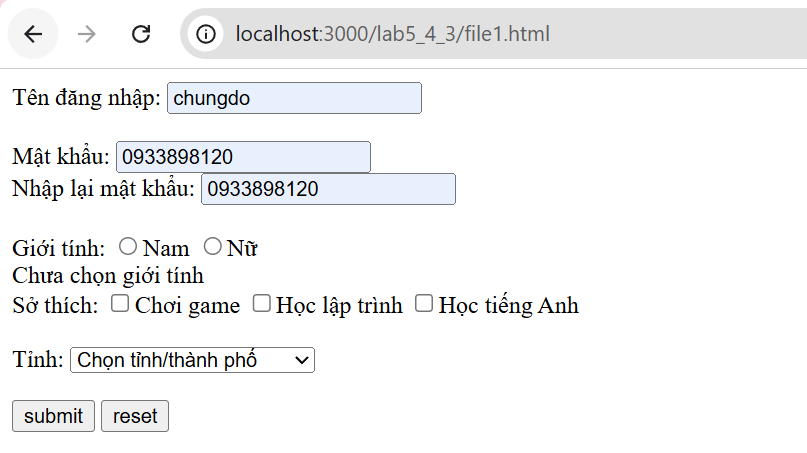 localhost:3000/lab5_4_3/file1.html
Tên đăng nhập: chungdo
Mật khẩu: 0933898120
Nhập lại mật khẩu: 0933898120
Giới tính: Nam Nữ
Chưa chọn giới tính
Sở thích: Chơi game Học lập trình Học tiếng Anh
Tỉnh: Chọn tỉnh/thành phố
submit reset